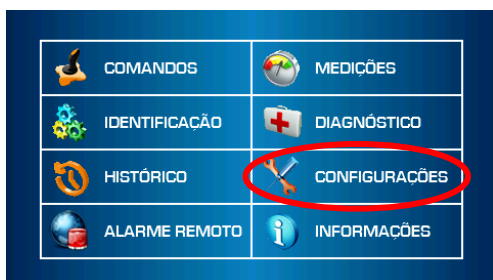 COMANDOS
MEDIÇÕES
IDENTIFICAÇÃO
DIAGNÓSTICO
HISTÓRICO
CONFIGURAÇÕES
ALARME REMOTO
INFORMAÇÕES